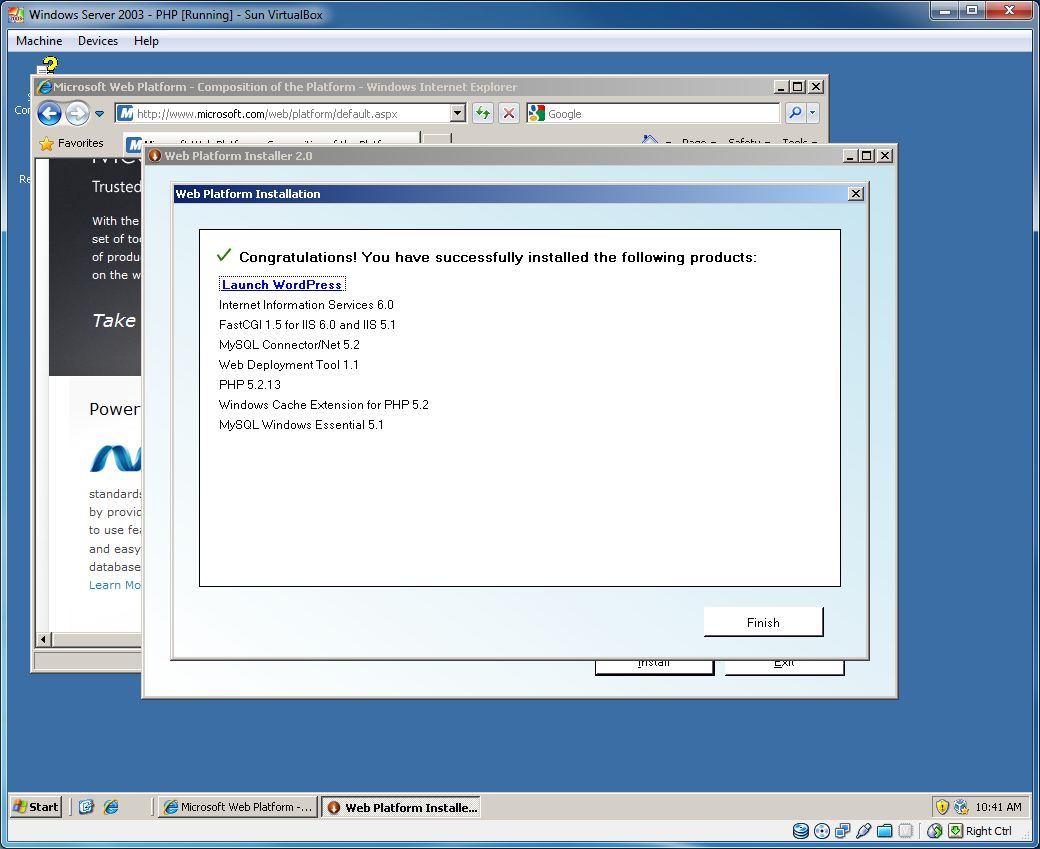 Windows Server 2003 - PHP [Running] - Sun VirtualBox
Machine Devices Help
Microsoft Web Platform - Composition of the Platform - Windows Internet Explorer
http://www.microsoft.com/web/platform/default.aspx
Google
Favorites
Page Safety Tools
Web Platform Installer 2.0
Trusted
Web Platform Installation
With the
set of
of
on the
Take
Congratulations! You have successfully installed the following products:
Launch WordPress
Internet Information Services 6.0
FastCGI 1.5 for IIS 6.0 and IIS 5.1
MySQL Connector/Net 5.2
Web Deployment Tool 1.1
PHP 5.2.13
Windows Cache Extension for PHP 5.2
MySQL Windows Essential 5.1
Power
standards
by
to use
and easy
database
Learn
Finish
Install Exit
Start
Microsoft Web Platform -...
Web Platform Installe...
10:41 AM
Right Ctrl